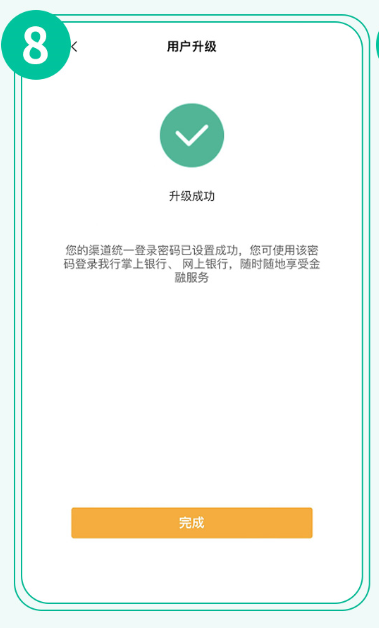 8
用户升级
升级成功
您的渠道统一登录密码已设置成功，您可使用该密
码登录我行掌上银行、网上银行，随时随地享受金
融服务
完成